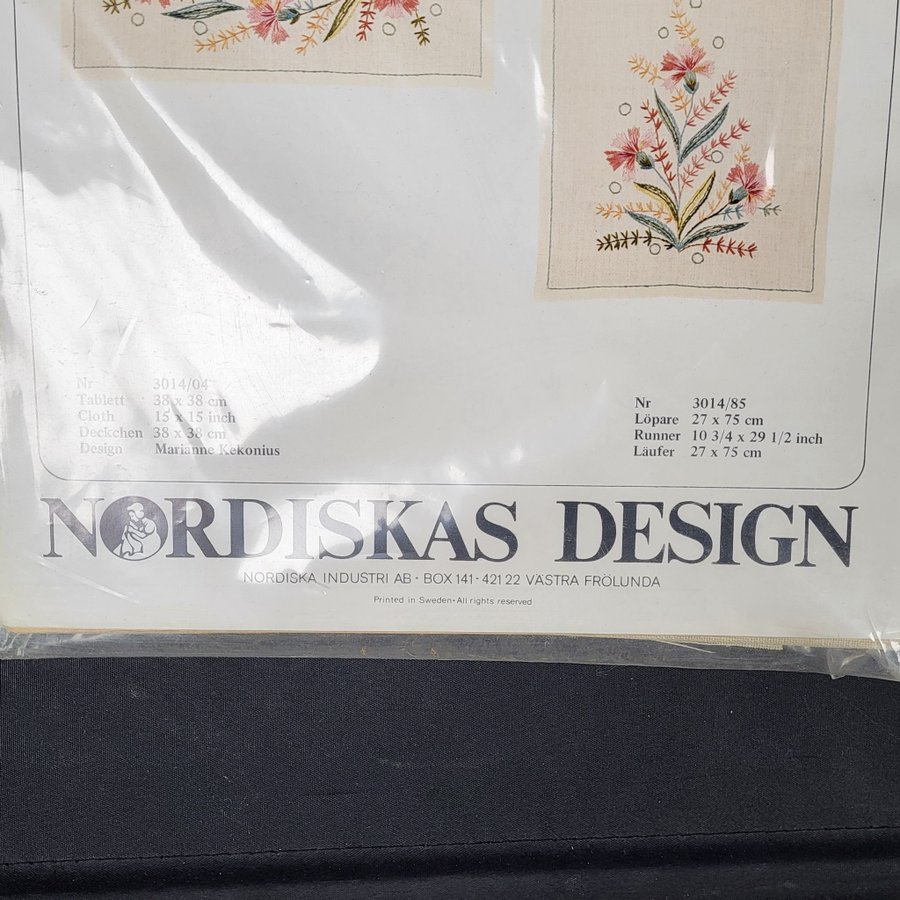 Nr 3014/04
Tablett 38 x 38 cm
Cloth 15 x 15 inch
Deckchen 38 x 38 cm
Design Marianne Kekonius
Nr 3014/85
Löpare 27 x 75 cm
Runner 10 3/4 x 29 1/2 inch
Läufer 27 x 75 cm
NORDISKAS DESIGN
NORDISKA INDUSTRI AB · BOX 141 · 421 22 VÄSTRA FRÖLUNDA
Printed in Sweden • All rights reserved